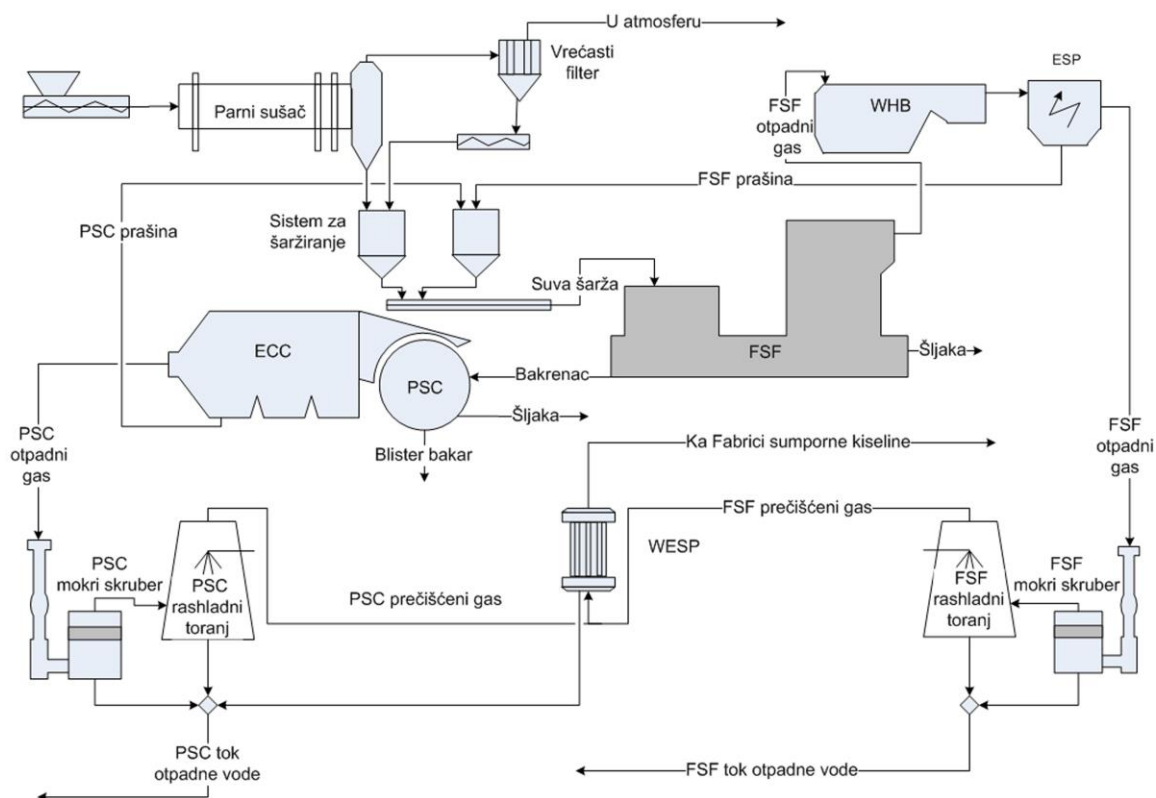 U atmosferu
Vrećasti
filter
ESP
Parni sušač
FSF
otpadni
gas
WHB
FSF prašina
PSC prašina
Sistem za
šaržiranje
Suva šarža
ECC
FSF
Šljaka
Bakrenac
PSC
Šljaka
Blister bakar
PSC
otpadni
gas
FSF
otpadni
gas
Ka Fabrici sumporne kiseline
FSF prečišćeni gas
WESP
PSC
mokri skruber
PSC
rashladni
toranj
PSC prečišćeni gas
FSF
rashladni
toranj
FSF
mokri skruber
PSC tok
otpadne vode
FSF tok otpadne vode